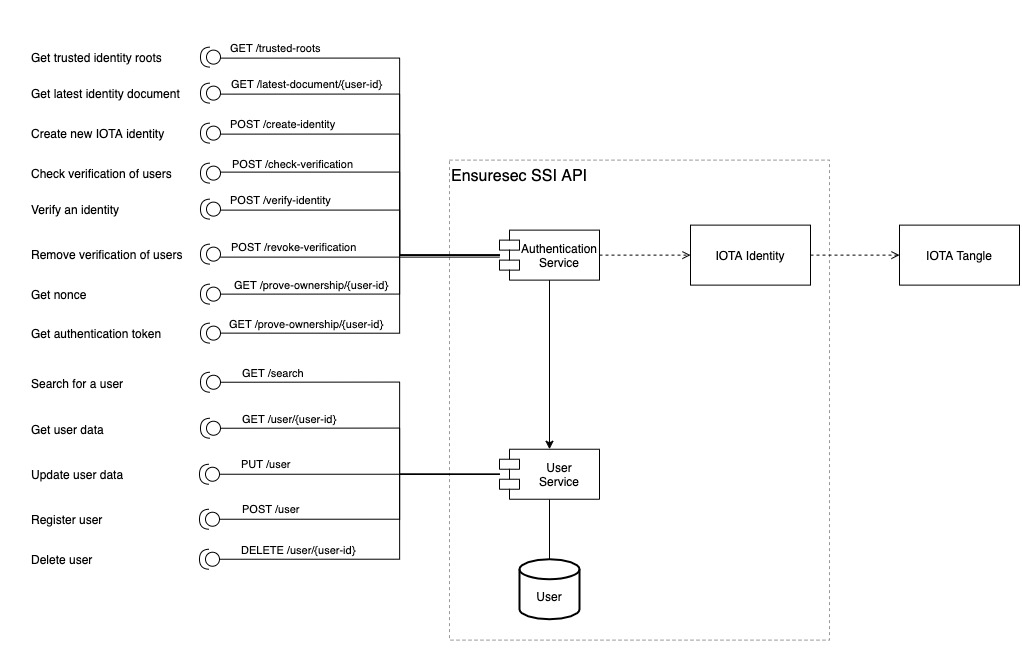 Get trusted identity roots
GET /trusted-roots
Get latest identity document
GET /latest-document/{user-id}
Create new IOTA identity
POST /create-identity
Check verification of users
POST /check-verification
Verify an identity
POST /verify-identity
Remove verification of users
POST /revoke-verification
Get nonce
GET /prove-ownership/{user-id}
Get authentication token
GET /prove-ownership/{user-id}
Search for a user
GET /search
Get user data
GET /user/{user-id}
Update user data
PUT /user
Register user
POST /user
Delete user
DELETE /user/{user-id}
Ensuresec SSI API
Authentication
Service
IOTA Identity
IOTA Tangle
User
Service
User